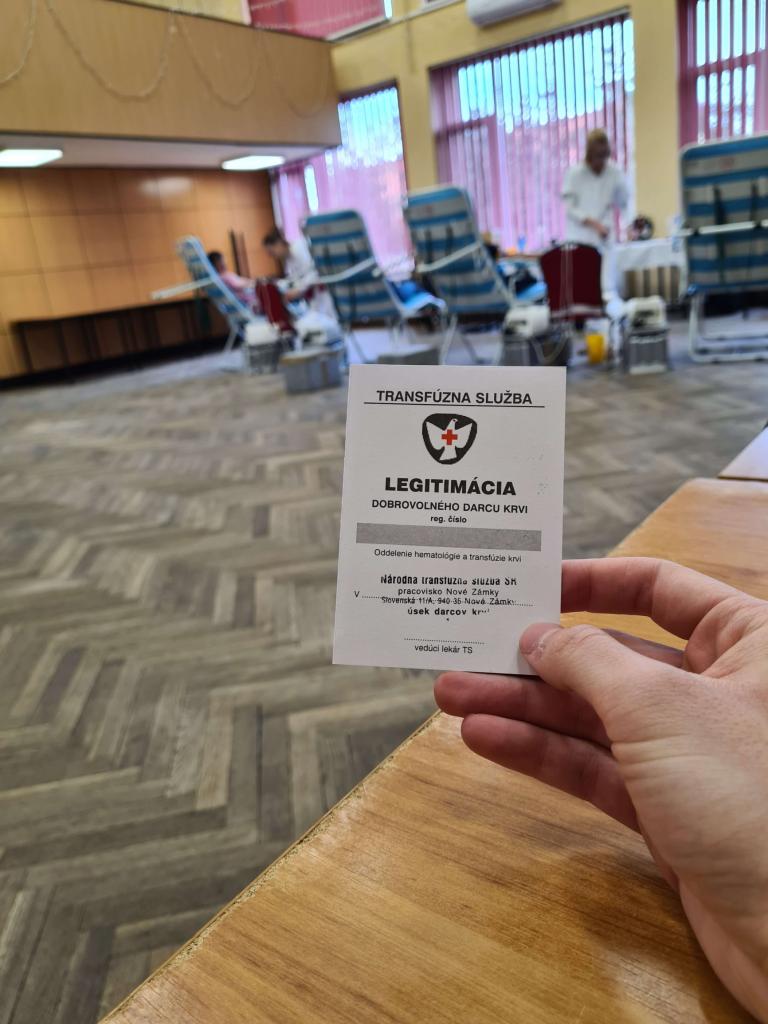 TRANSFÚZNA SLUŽBA
LEGITIMÁCIA
DOBROVOĽNÉHO DARCU KRVI
reg. číslo
Oddelenie hematológie a transfúzie krvi
Národná transfúzna služba SR
pracovisko Nové Zámky
V
Slovenská 11/A, 940 35 Nové Zámky
úsek darcov krvi
vedúci lekár TS